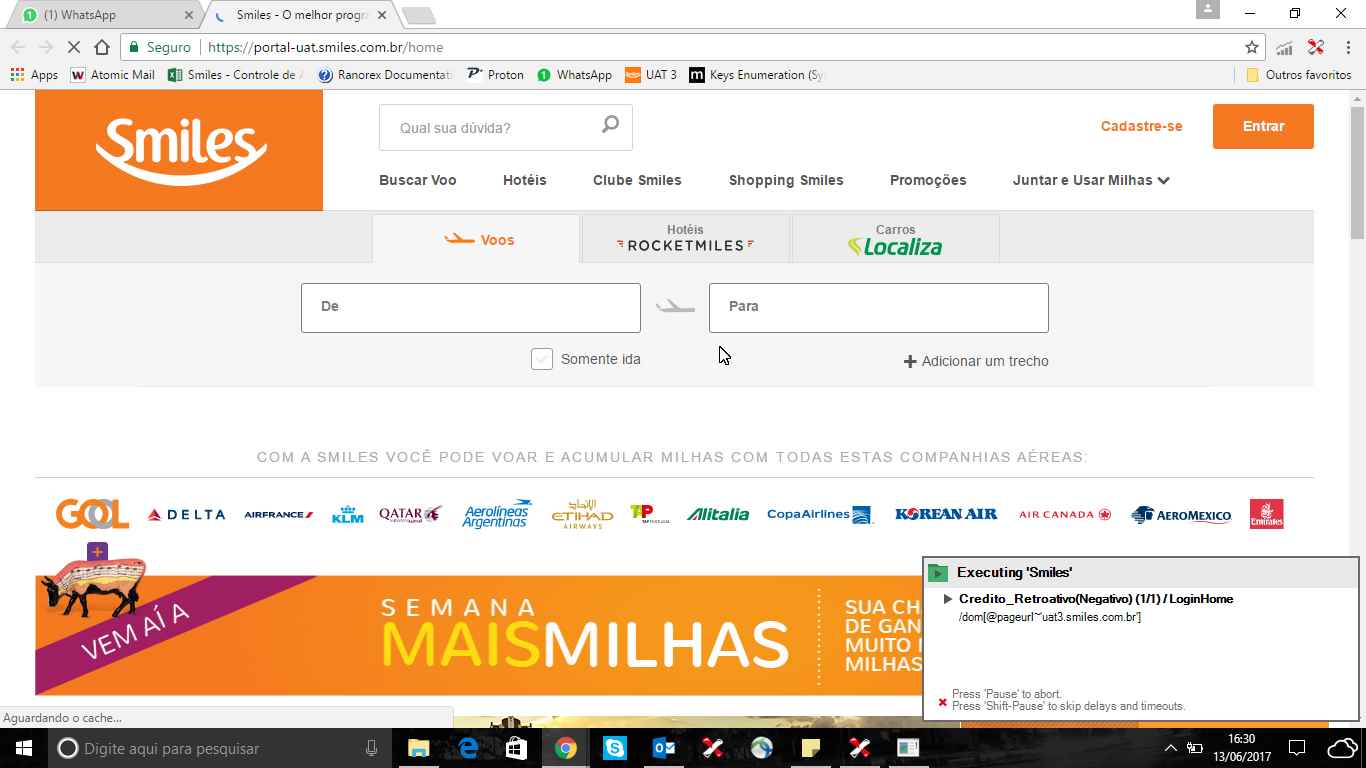 (1) WhatsApp
Smiles - O melhor progra
Seguro
https://portal-uat.smiles.com.br/home
Apps
Atomic Mail
Smiles - Controle de
Ranorex Documentat
Proton
WhatsApp
UAT 3
Keys Enumeration (Sy
Outros favoritos
Smiles
Qual sua dúvida?
Cadastre-se
Entrar
Buscar Voo
Hotéis
Clube Smiles
Shopping Smiles
Promoções
Juntar e Usar Milhas
Voos
Hotéis
ROCKETMILES
Carros
Localiza
De
Para
Somente ida
Adicionar um trecho
COM A SMILES VOCÊ PODE VOAR E ACUMULAR MILHAS COM TODAS ESTAS COMPANHIAS AÉREAS:
GOL
DELTA
AIRFRANCE
KLM
QATAR
Aerolíneas
Argentinas
الإتحاد
ETIHAD
AIRWAYS
TAP
Alitalia
CopaAirlines
KOREAN AIR
AIR CANADA
AEROMEXICO
Emirates
VEM AÍ A
SEMANA
MAISMILHAS
SUA CH
DE GAN
MUITO
MILHAS
Executing 'Smiles'
Credito_Retroativo(Negativo) (1/1) / LoginHome
/dom[@pageurl~'uat3.smiles.com.br']
Press 'Pause' to abort.
Press 'Shift-Pause' to skip delays and timeouts.
Aguardando o cache...
Digite aqui para pesquisar
16:30
13/06/2017